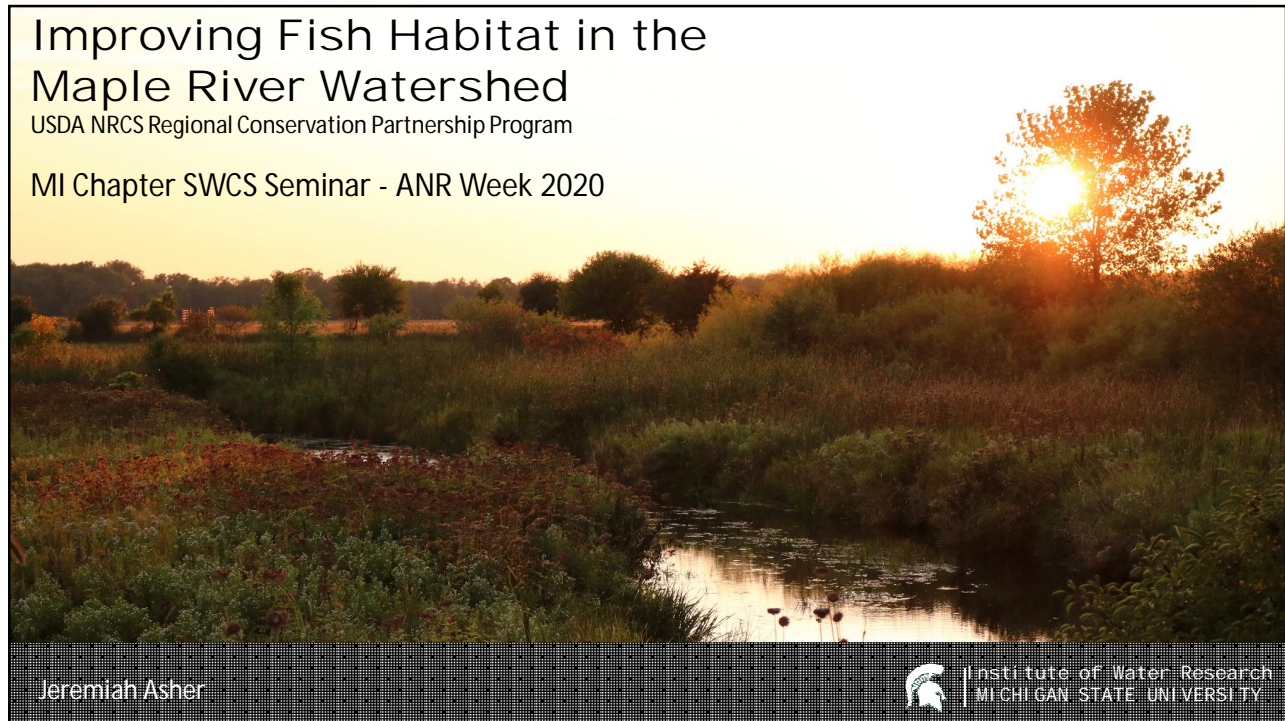 Improving Fish Habitat in the
Maple River Watershed
USDA NRCS Regional Conservation Partnership Program
MI Chapter SWCS Seminar - ANR Week 2020
Jeremiah Asher
Institute of Water Research
MICHIGAN STATE UNIVERSITY